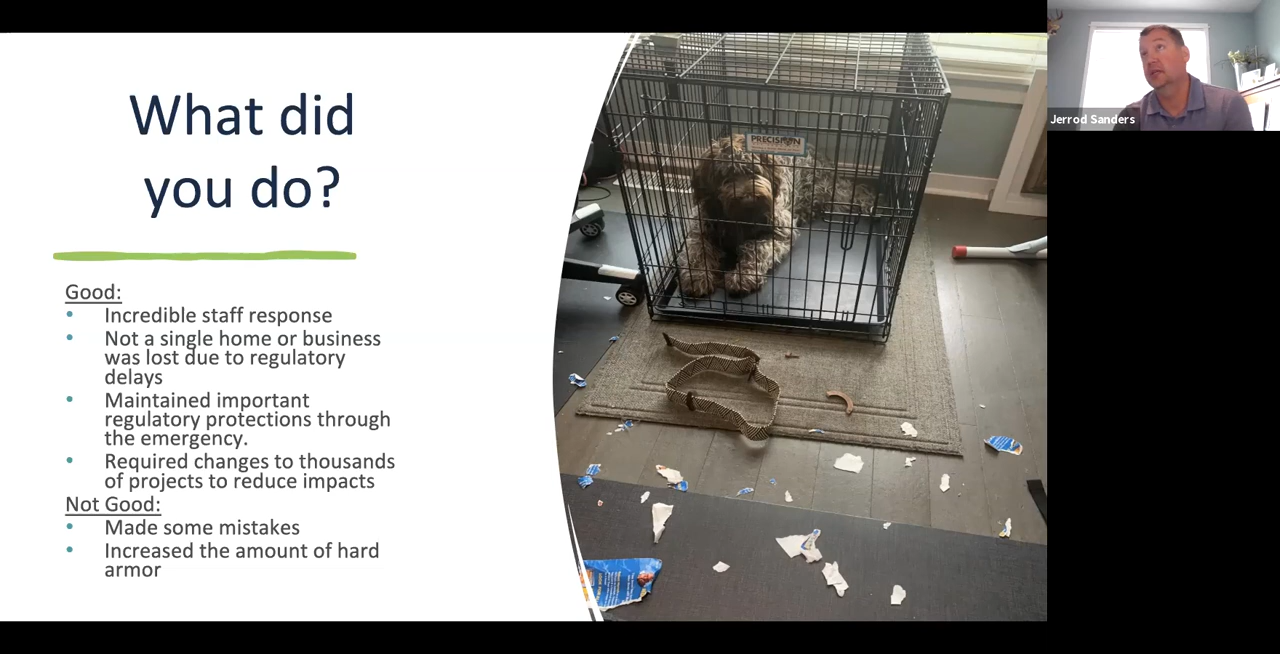 What did
you do?
Good:
• Incredible staff response
• Not a single home or business
was lost due to regulatory
delays
• Maintained important
regulatory protections through
the emergency.
• Required changes to thousands
of projects to reduce impacts
Not Good:
• Made some mistakes
• Increased the amount of hard
armor
PRECISION
Jerrod Sanders